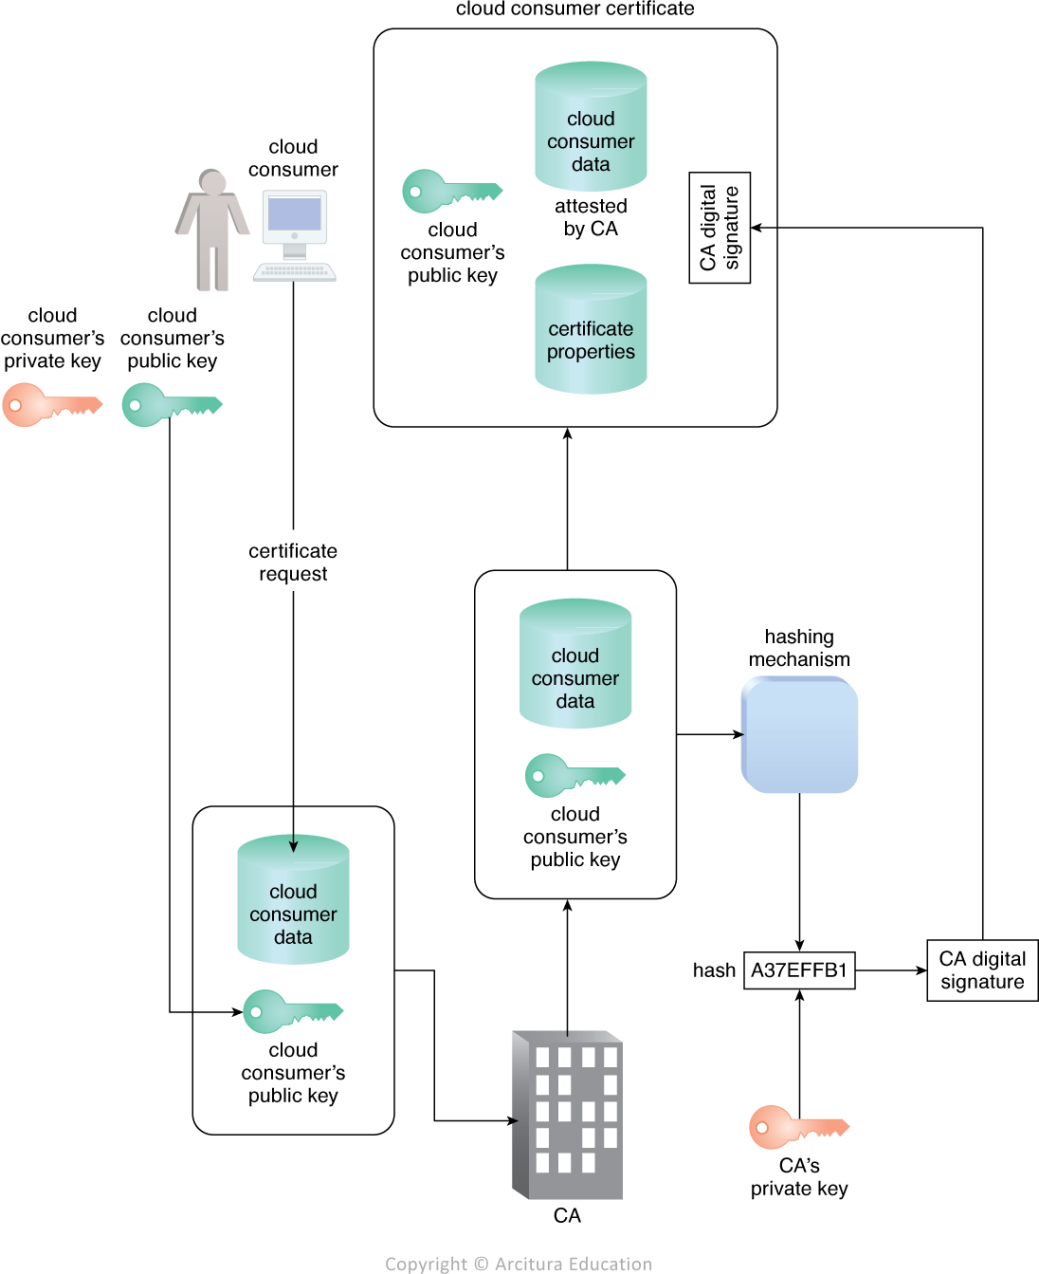 cloud consumer certificate
cloud
consumer
data
attested
by CA
cloud
consumer's
public key
CA digital
signature
certificate
properties
cloud
consumer
cloud
consumer's
private key
cloud
consumer's
public key
certificate
request
cloud
consumer
data
cloud
consumer's
public key
hashing
mechanism
cloud
consumer
data
cloud
consumer's
public key
hash
A37EFFB1
CA digital
signature
CA's
private key
CA
Copyright © Arcitura Education